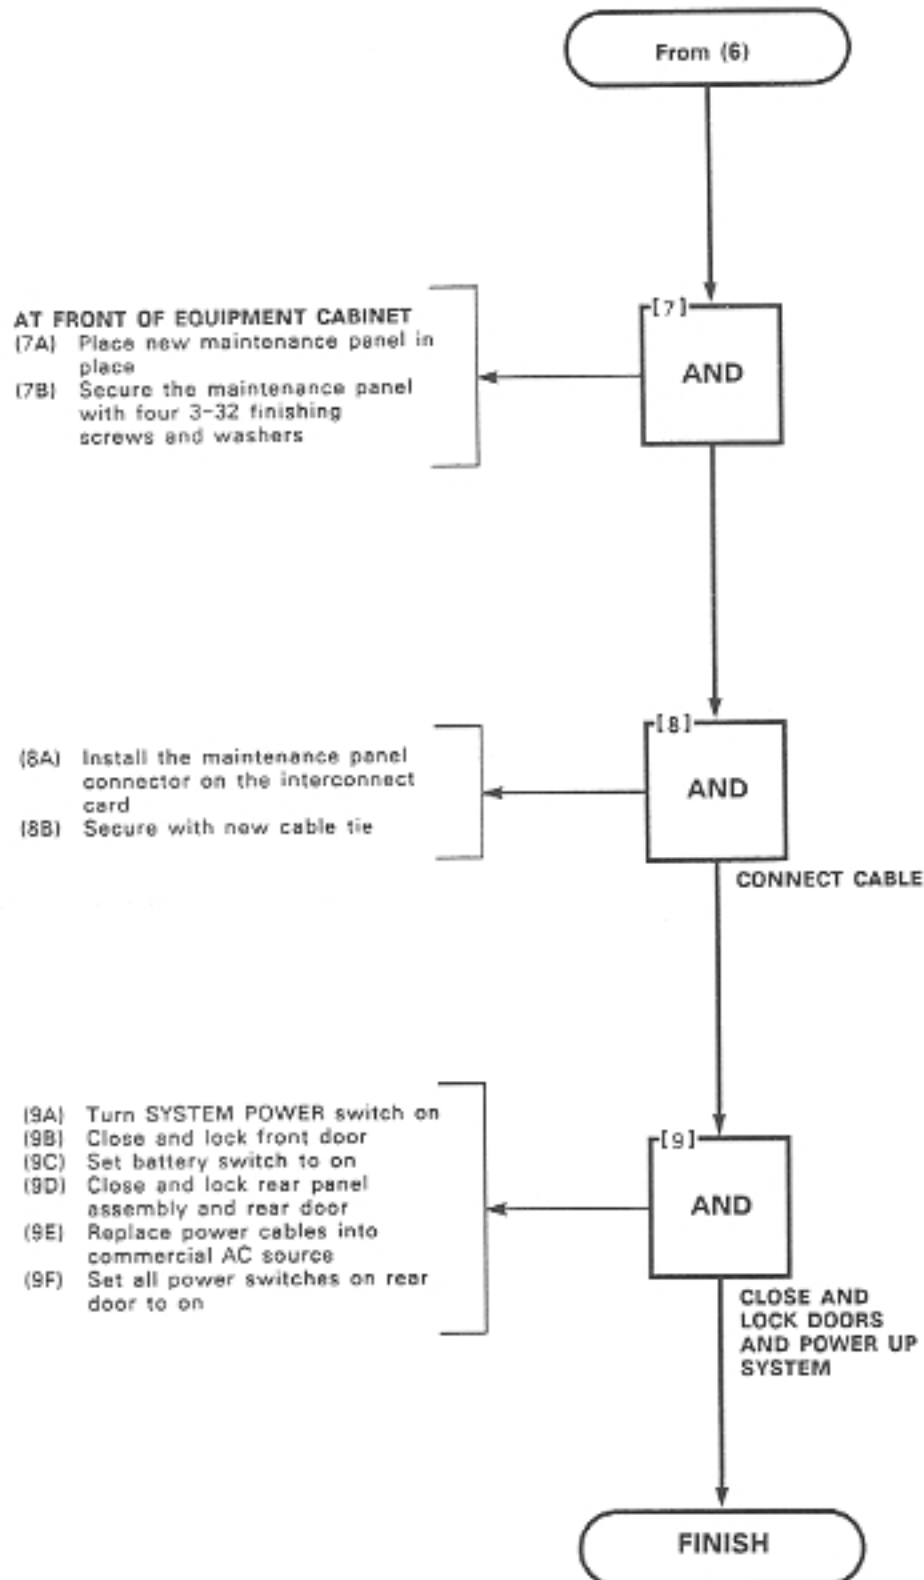 From (6)
[7]
AND
AT FRONT OF EQUIPMENT CABINET
(7A) Place new maintenance panel in
place
(7B) Secure the maintenance panel
with four 3-32 finishing
screws and washers
[8]
AND
(8A) Install the maintenance panel
connector on the interconnect
card
(8B) Secure with new cable tie
CONNECT CABLE
[9]
AND
(9A) Turn SYSTEM POWER switch on
(9B) Close and lock front door
(9C) Set battery switch to on
(9D) Close and lock rear panel
assembly and rear door
(9E) Replace power cables into
commercial AC source
(9F) Set all power switches on rear
door to on
CLOSE AND
LOCK DOORS
AND POWER UP
SYSTEM
FINISH